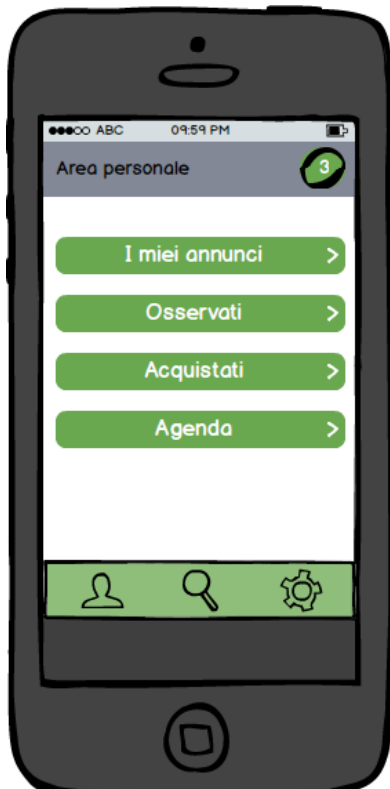 ABC 09:59 PM
Area personale 3
I miei annunci >
Osservati >
Acquistati >
Agenda >